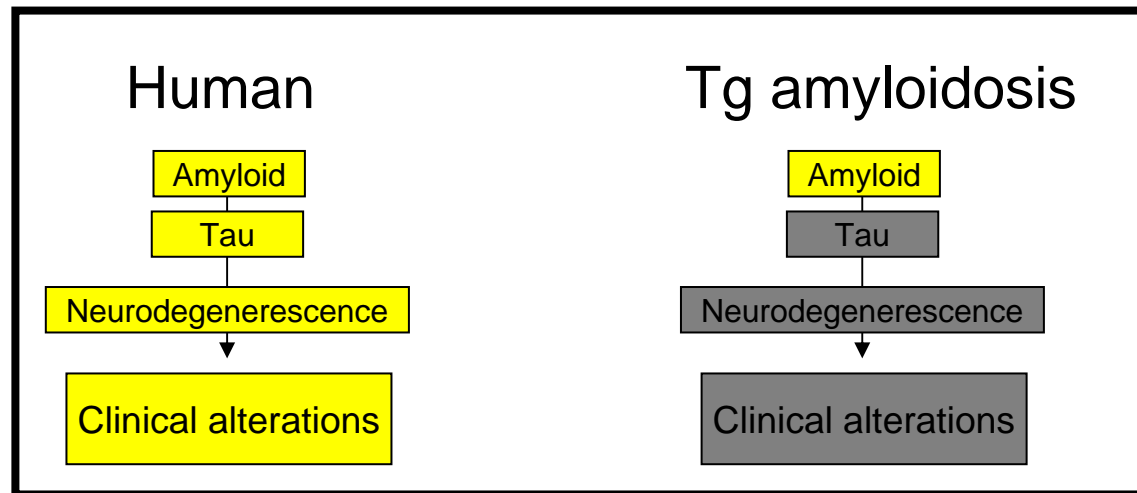 Human
Amyloid
Tau
Neurodegenerescence
Clinical alterations
Tg amyloidosis
Amyloid
Tau
Neurodegenerescence
Clinical alterations